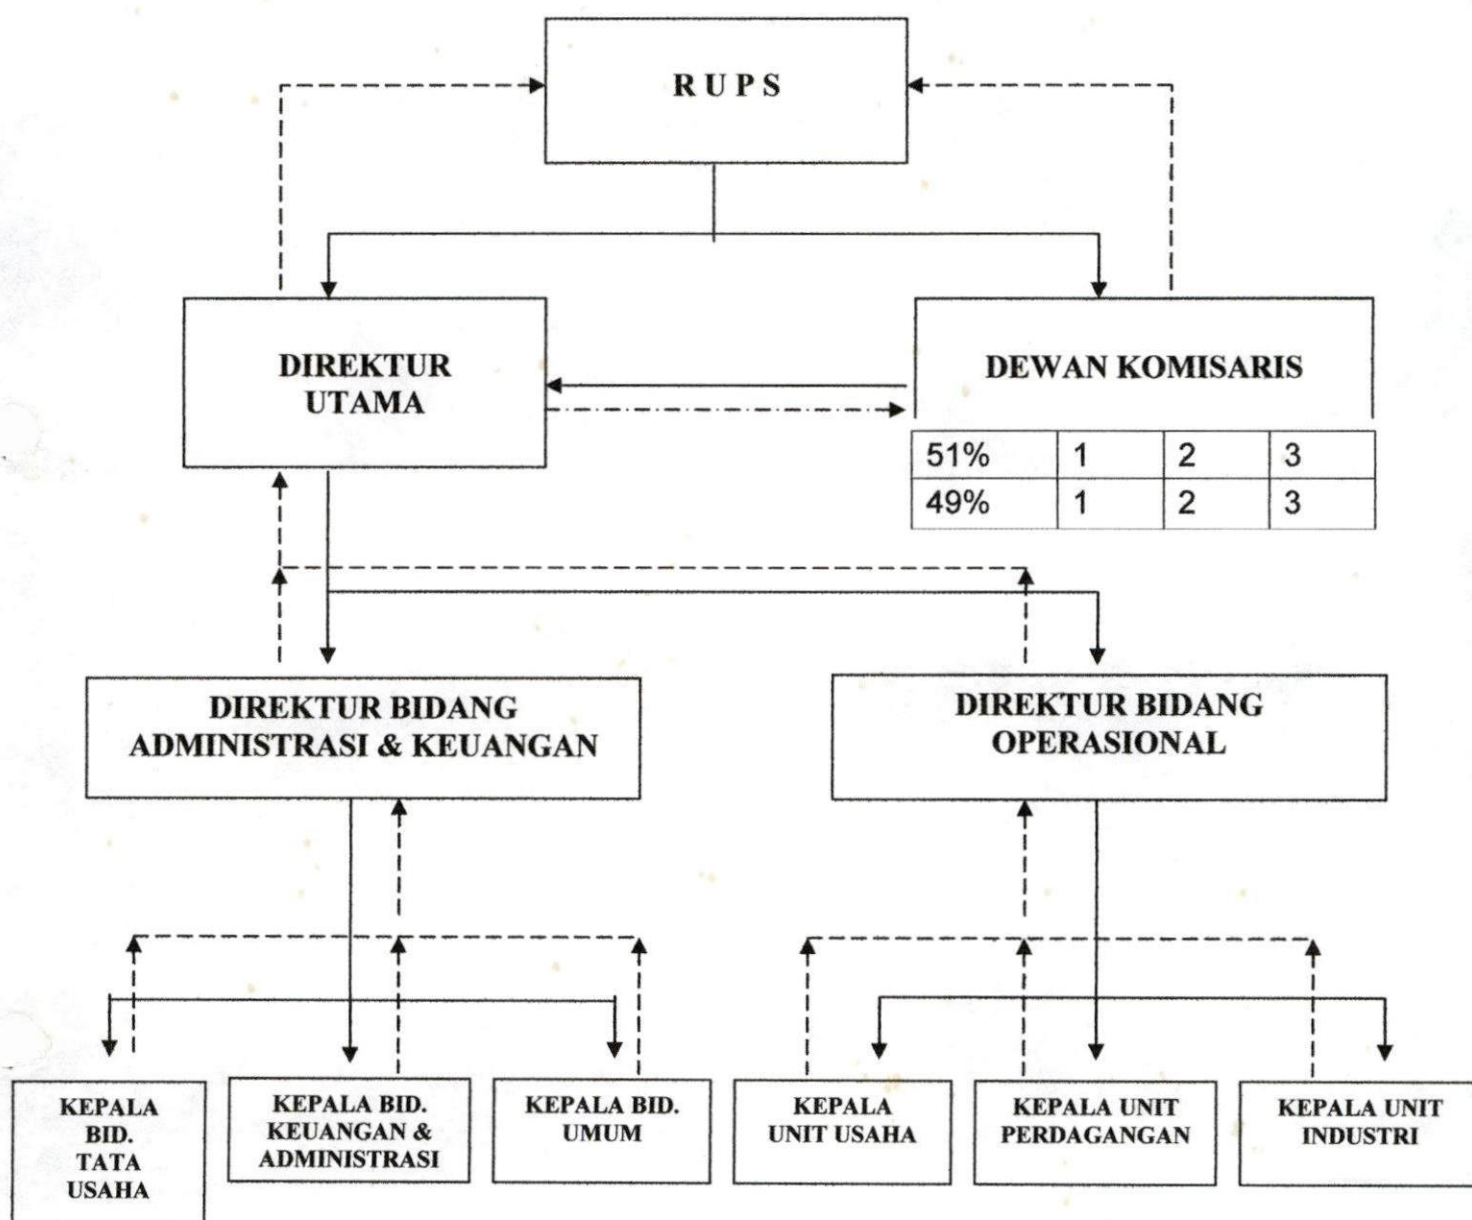 R U P S
DIREKTUR
UTAMA
DEWAN KOMISARIS
51% 1 2 3
49% 1 2 3
DIREKTUR BIDANG
ADMINISTRASI & KEUANGAN
DIREKTUR BIDANG
OPERASIONAL
KEPALA
BID.
TATA
USAHA
KEPALA BID.
KEUANGAN &
ADMINISTRASI
KEPALA BID.
UMUM
KEPALA
UNIT USAHA
KEPALA UNIT
PERDAGANGAN
KEPALA UNIT
INDUSTRI